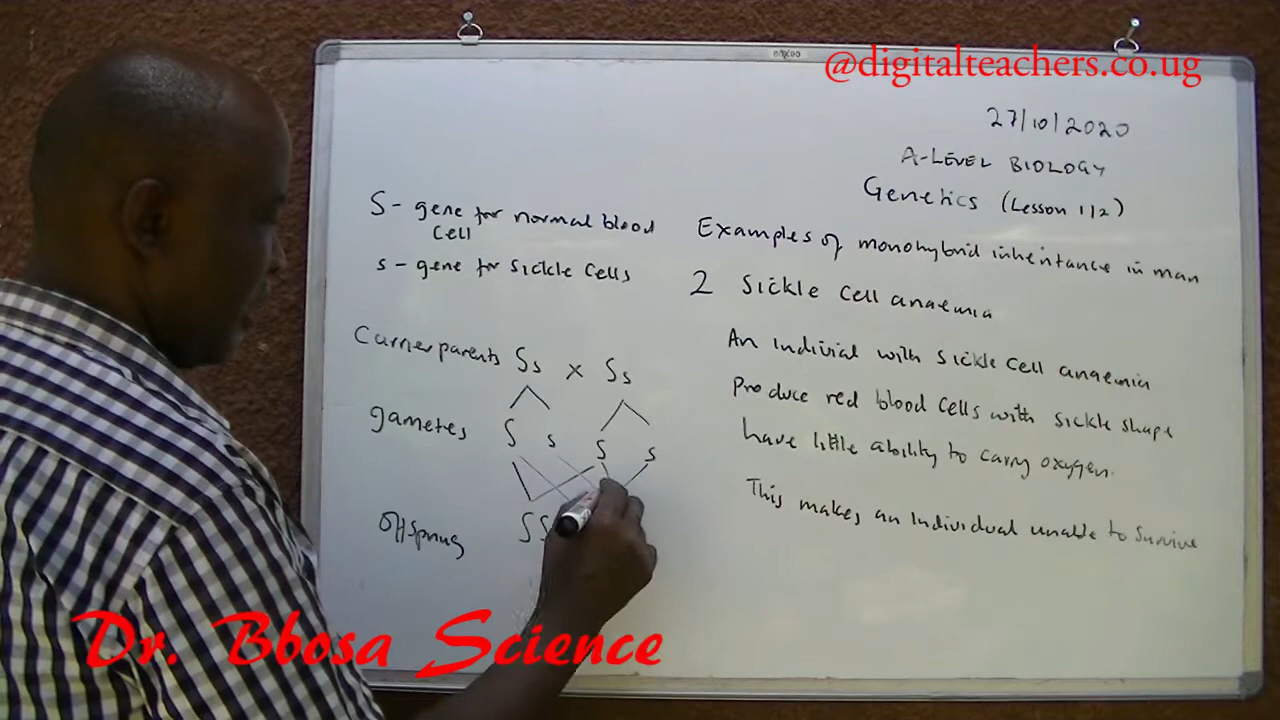 @digitalteachers.co.ug
27/10/2020
A-LEVEL BIOLOGY
Genetics (Lesson 112)
S- gene for normal blood
cell
s- gene for sickle cells
Examples of monohybrid inheritance in man
2 Sickle cell anaemia
An indivial with sickle cell anaemia
Produce red blood cells with sickle shape
have little ability to carry oxygen.
This makes an individual unable to survive
Carrier parents Ss x Ss
gametes S s S s
Offspring SS
Dr. Bbosa Science